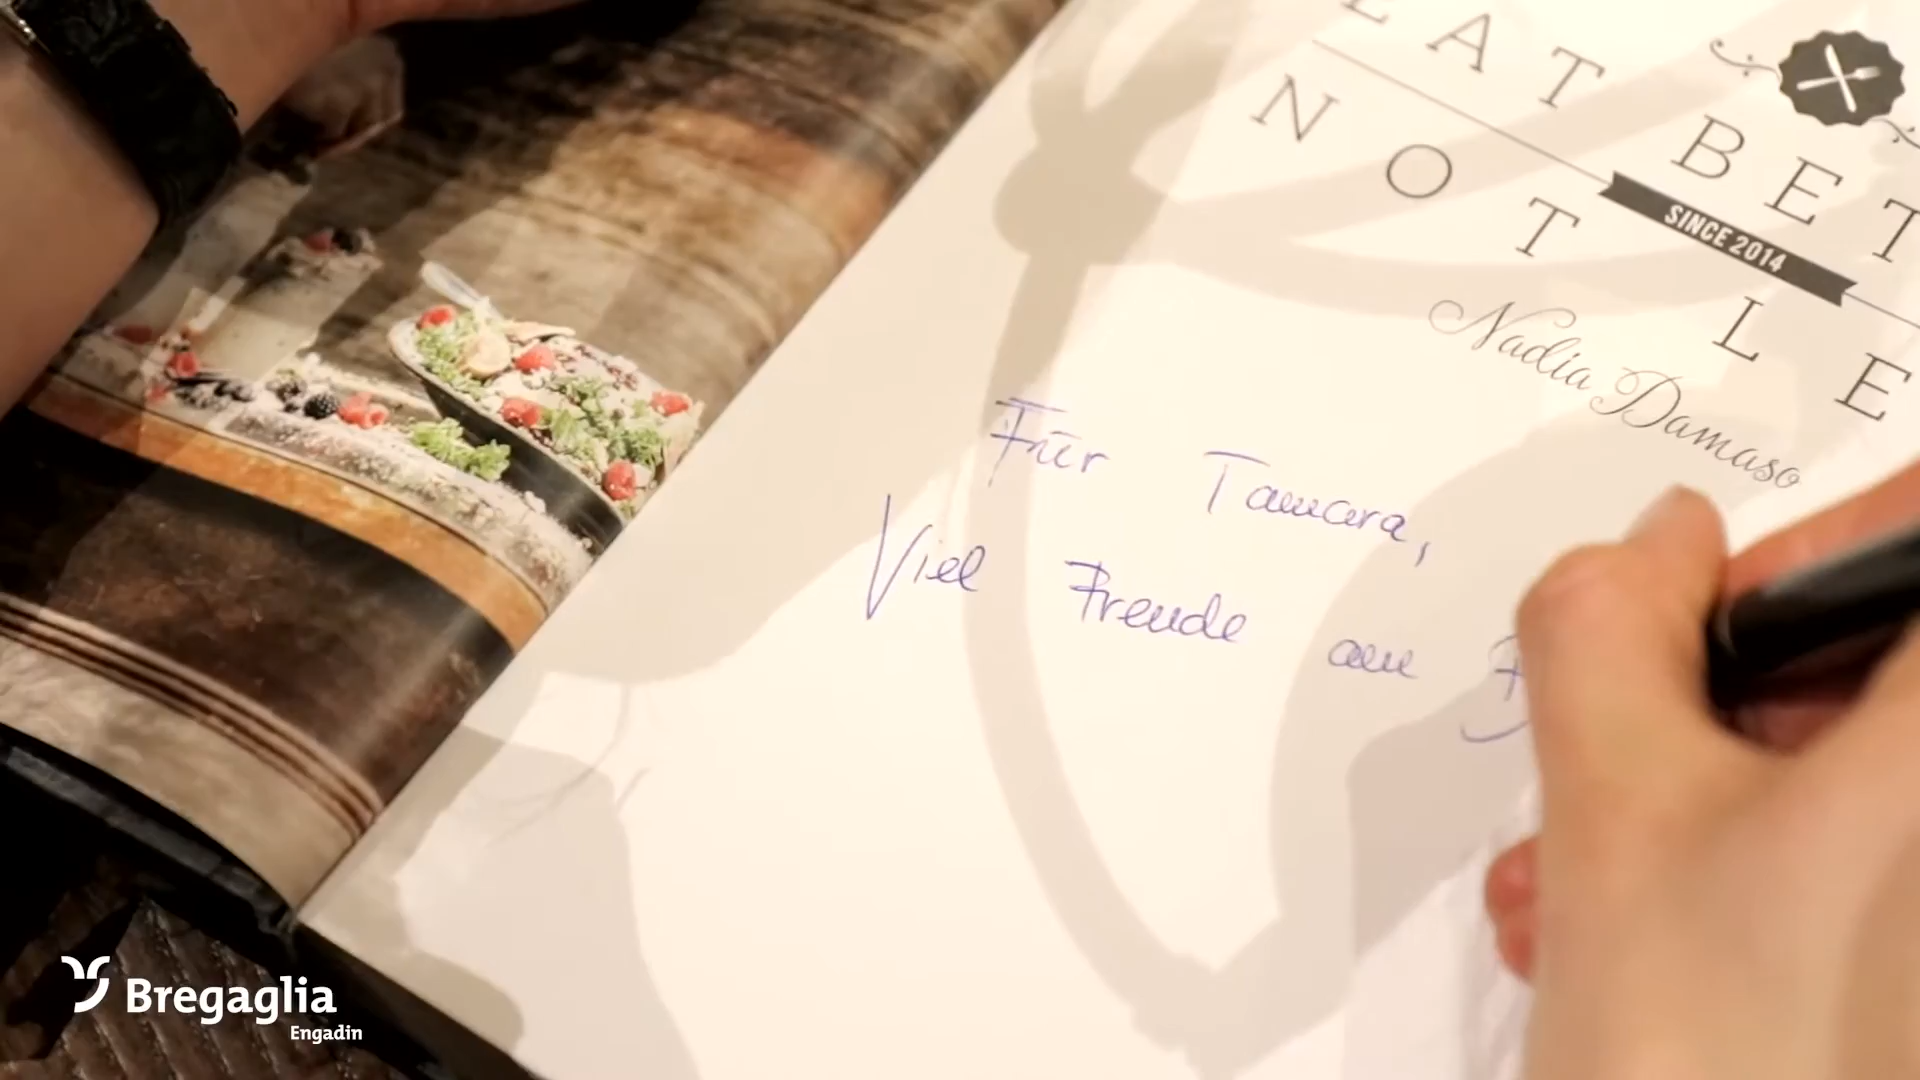 EAT BET
SINCE 2014
NOT LE
Nadia Damaso
Für Tamara,
Viel Freude am
Bregaglia
Engadin